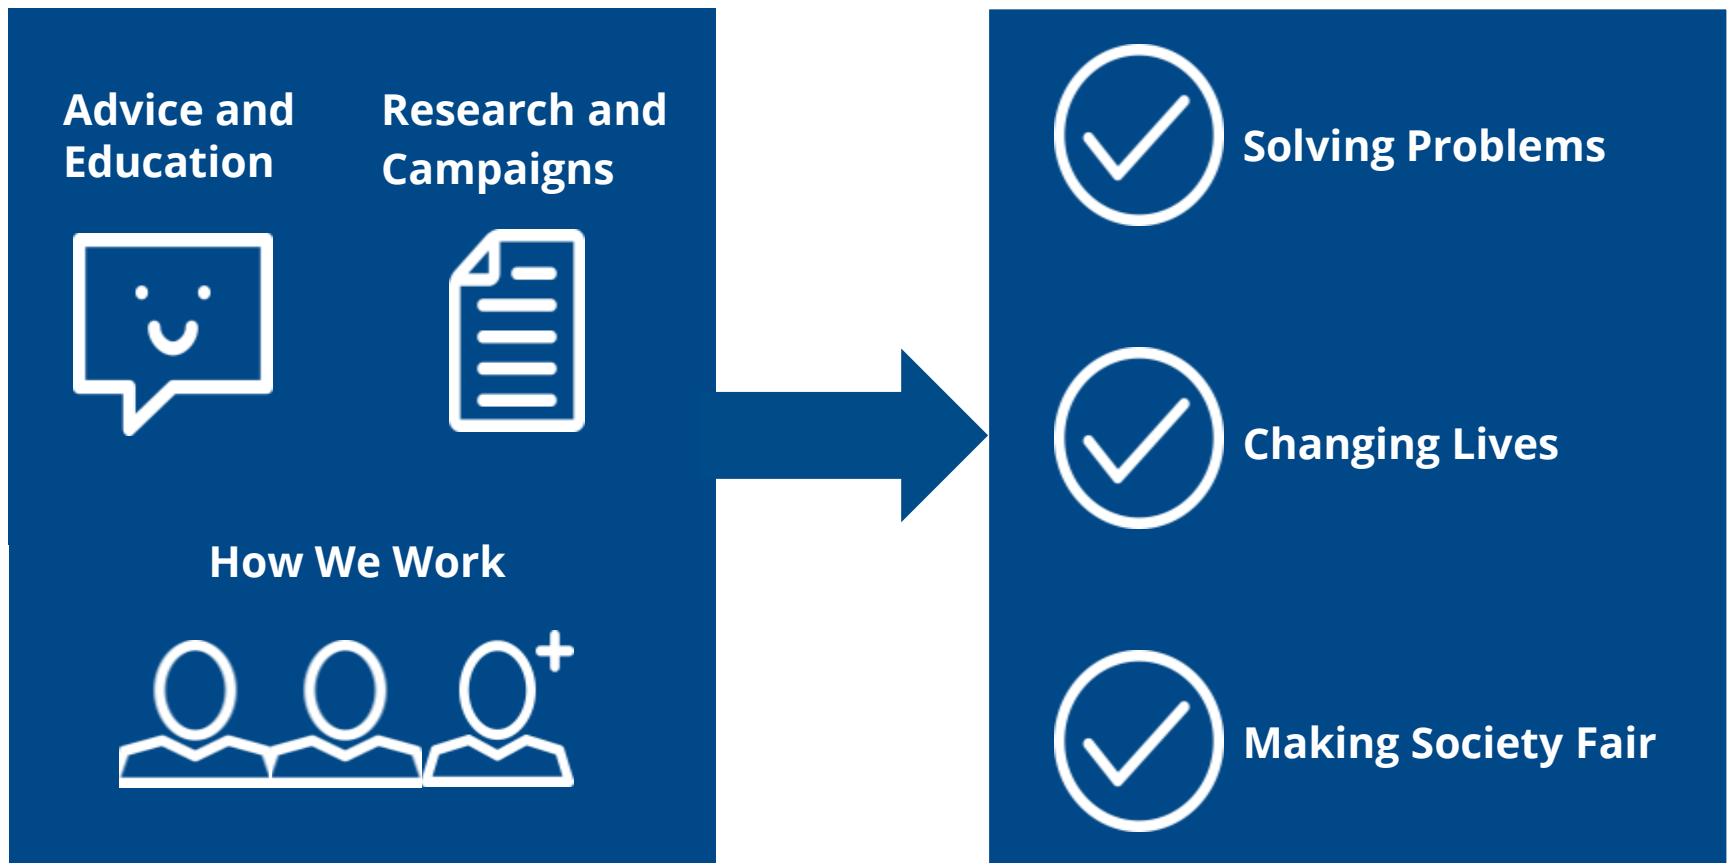 Advice and
Education
Research and
Campaigns
How We Work
Solving Problems
Changing Lives
Making Society Fair